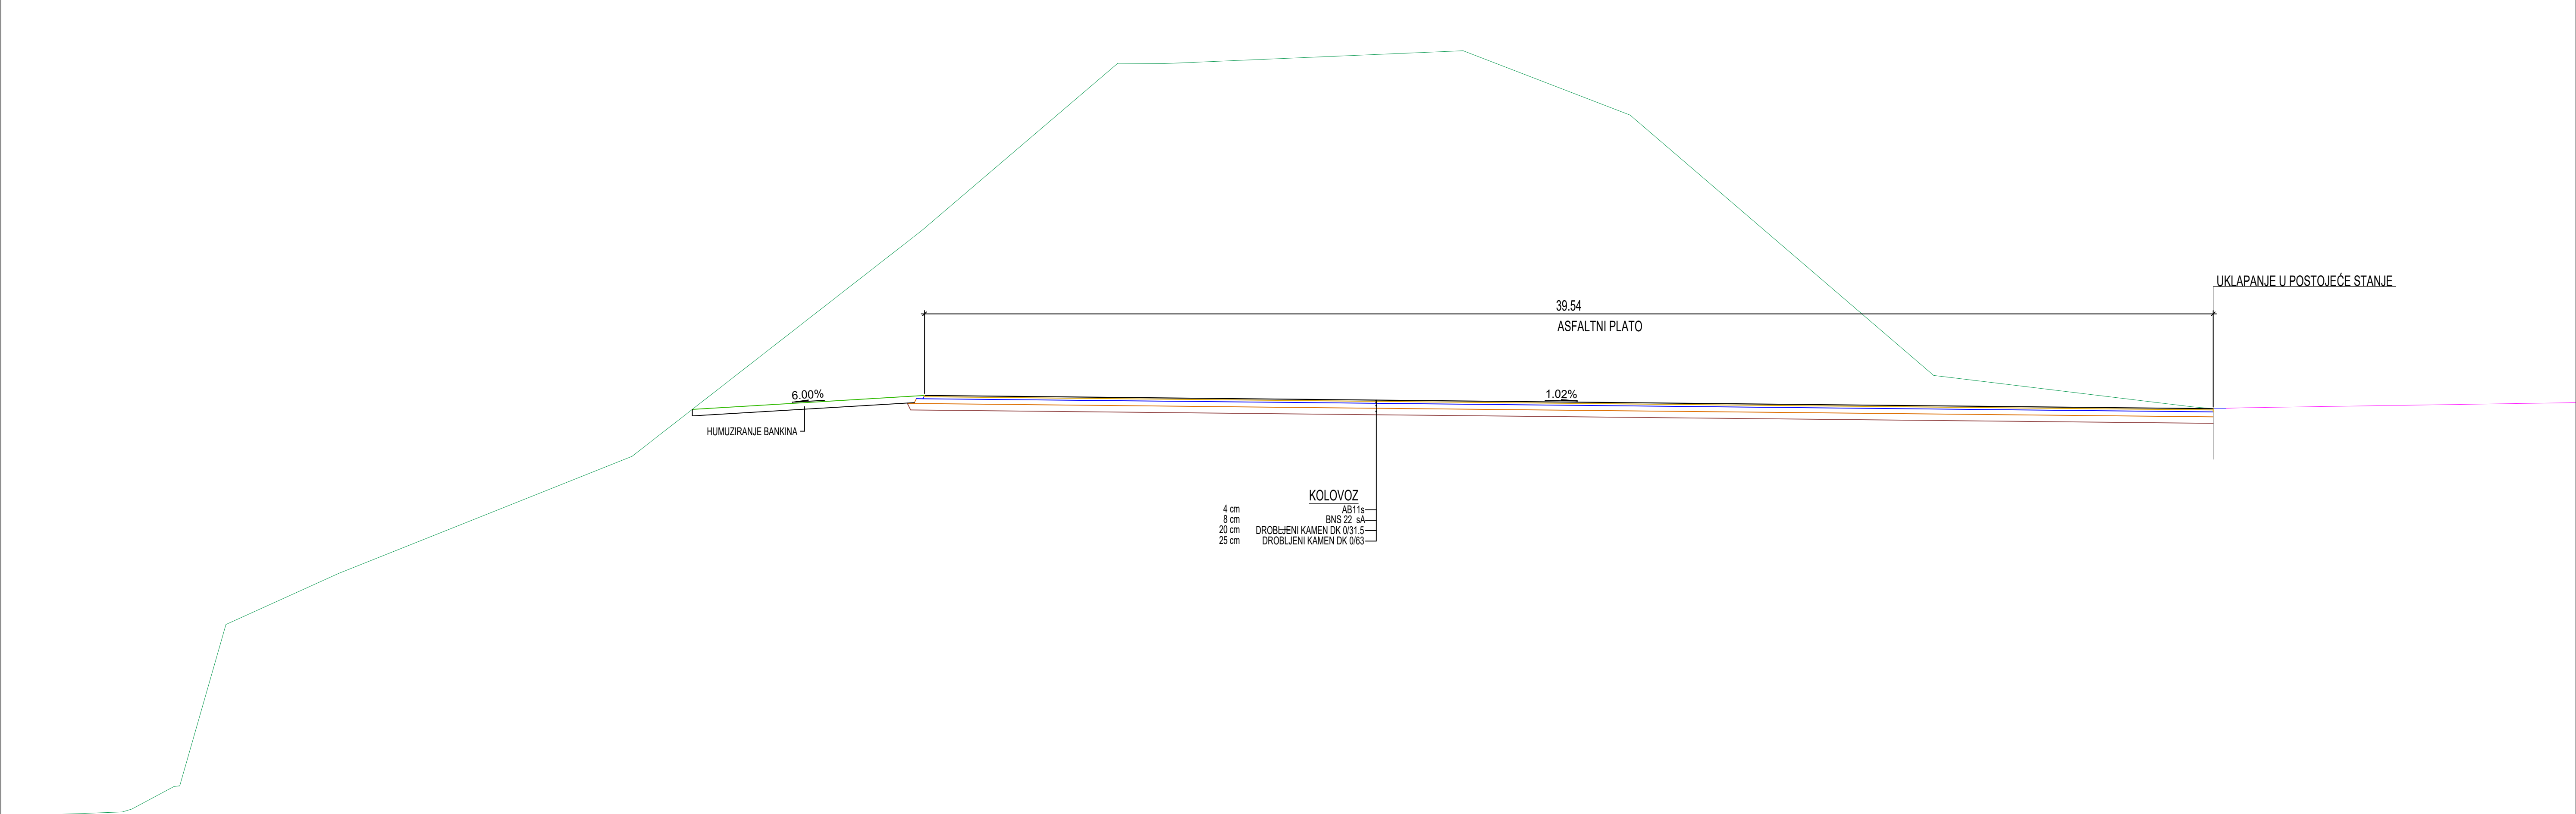 UKLAPANJE U POSTOJEĆE STANJE
39.54
ASFALTNI PLATO
6.00%
1.02%
HUMUZIRANJE BANKINA
KOLOVOZ
4 cm AB11s
8 cm BNS 22 sA
20 cm DROBLJENI KAMEN DK 0/31.5
25 cm DROBLJENI KAMEN DK 0/63